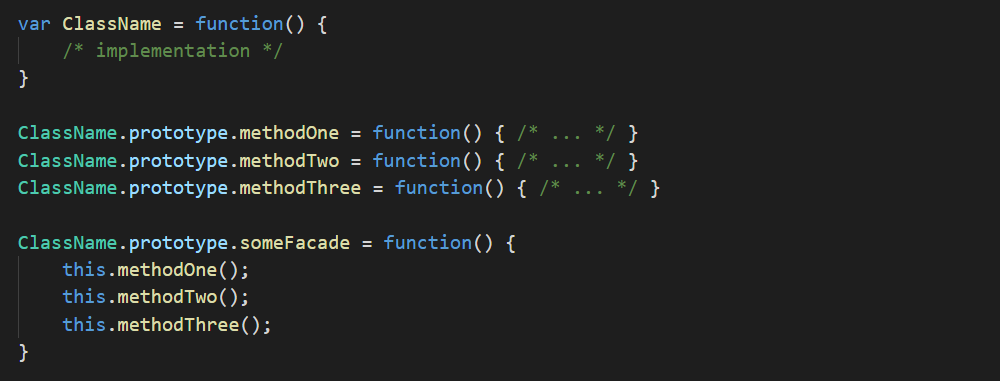 var ClassName = function() {
    /* implementation */
}
ClassName.prototype.methodOne = function() { /* ... */ }
ClassName.prototype.methodTwo = function() { /* ... */ }
ClassName.prototype.methodThree = function() { /* ... */ }
ClassName.prototype.someFacade = function() {
    this.methodOne();
    this.methodTwo();
    this.methodThree();
}